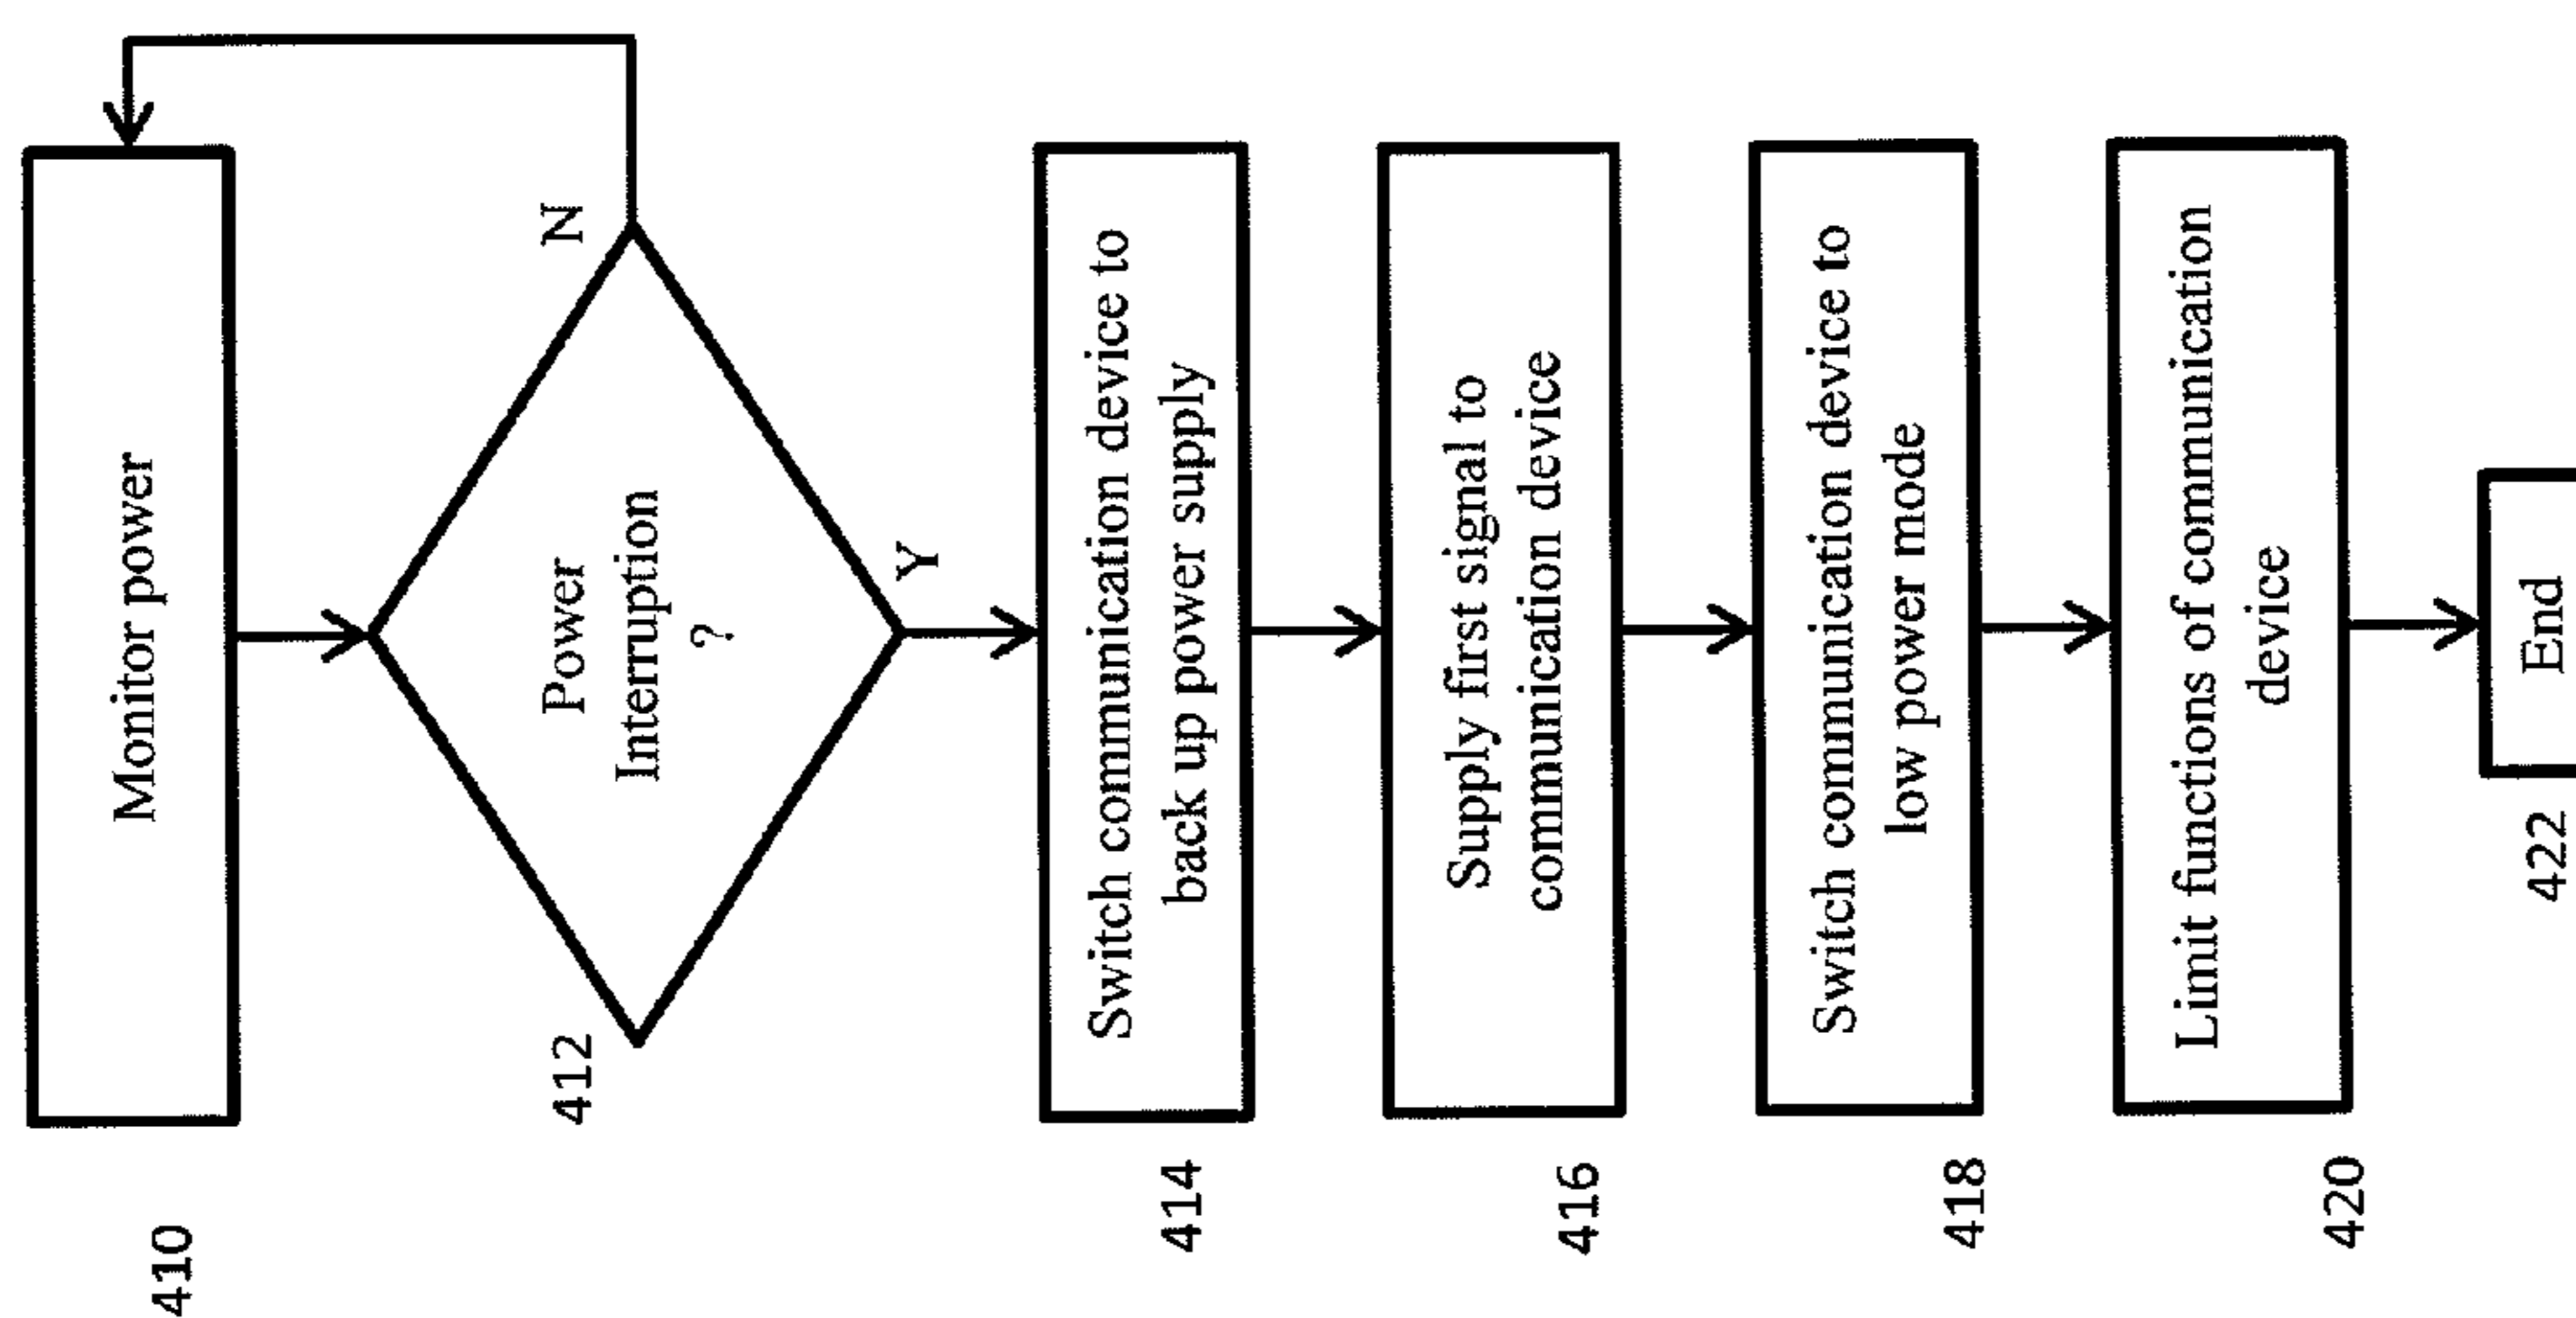 410
Monitor power
412
Power
Interruption
?
N
Y
414
Switch communication device to
back up power supply
416
Supply first signal to
communication device
418
Switch communication device to
low power mode
420
Limit functions of communication
device
422
End